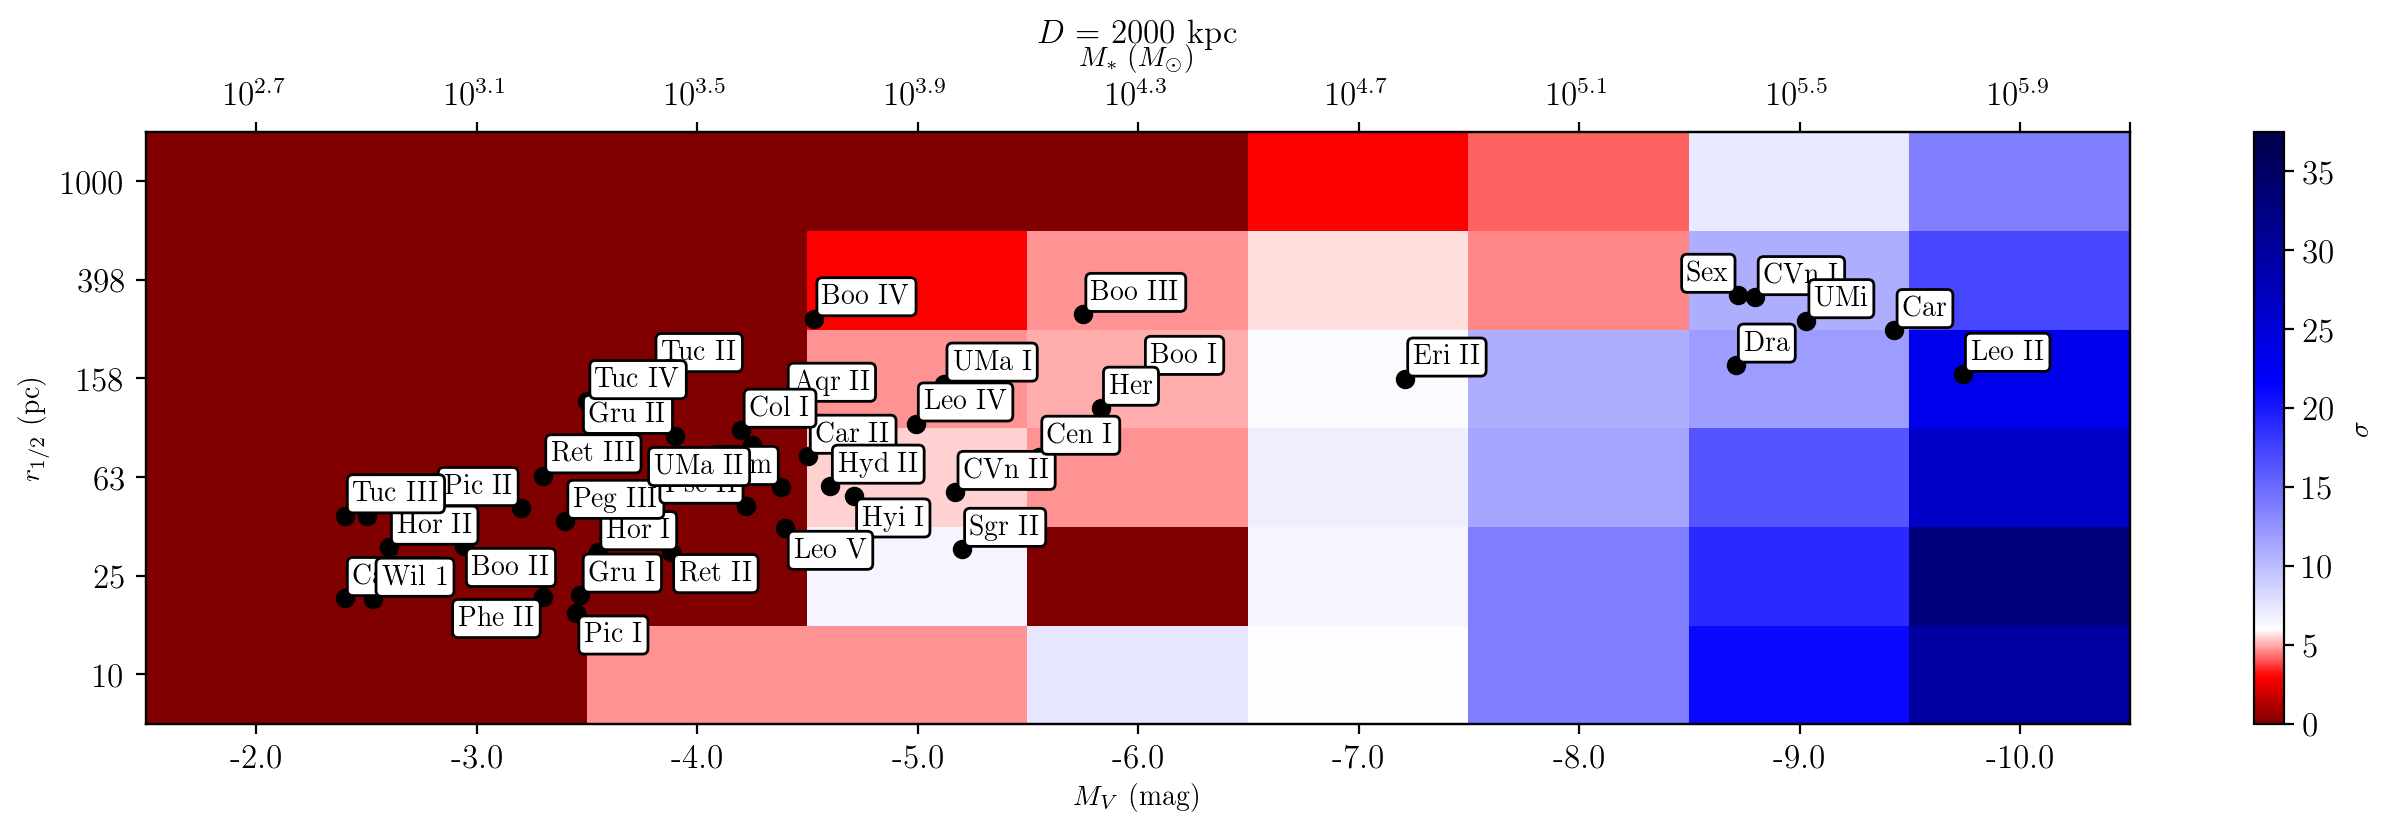 D = 2000 kpc
M* (M⊙)
10^2.7 10^3.1 10^3.5 10^3.9 10^4.3 10^4.7 10^5.1 10^5.5 10^5.9
1000
398
158
63
25
10
r1/2 (pc)
Sex
CVn I
UMi
Car
Boo IV
Boo III
Dra
Leo II
Tuc II
UMa I
Boo I
Eri II
Tuc IV
Aqr II
Her
Gru II
Col I
Leo IV
Ret III
Car II
Cen I
UMa II
Hyd II
CVn II
Tuc III
Pic II
Peg III
Hor II
Hor I
Hyi I
Sgr II
Leo V
Wil 1
Boo II
Gru I
Ret II
Phe II
Pic I
-2.0 -3.0 -4.0 -5.0 -6.0 -7.0 -8.0 -9.0 -10.0
MV (mag)
35
30
25
20
15
10
5
0
σ